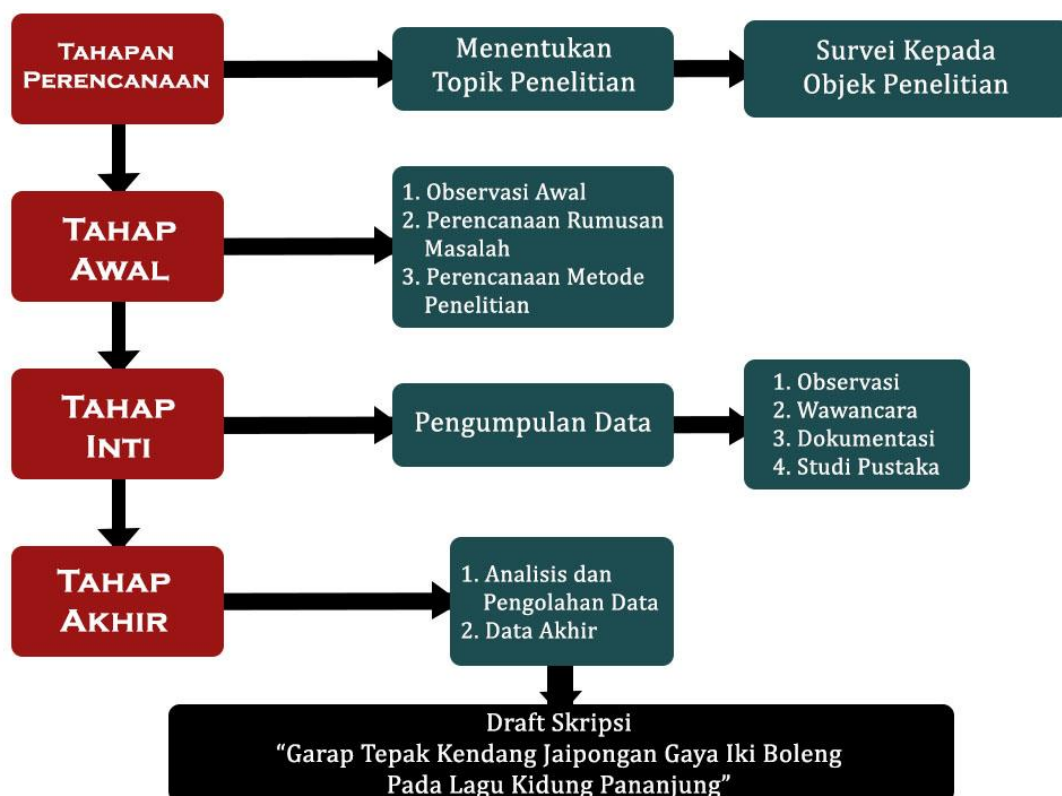 TAHAPAN
PERENCANAAN
Menentukan
Topik Penelitian
Survei Kepada
Objek Penelitian
TAHAP
AWAL
1. Observasi Awal
2. Perencanaan Rumusan
Masalah
3. Perencanaan Metode
Penelitian
TAHAP
INTI
Pengumpulan Data
1. Observasi
2. Wawancara
3. Dokumentasi
4. Studi Pustaka
TAHAP
AKHIR
1. Analisis dan
Pengolahan Data
2. Data Akhir
Draft Skripsi
“Garap Tepak Kendang Jaipongan Gaya Iki Boleng
Pada Lagu Kidung Pananjung”